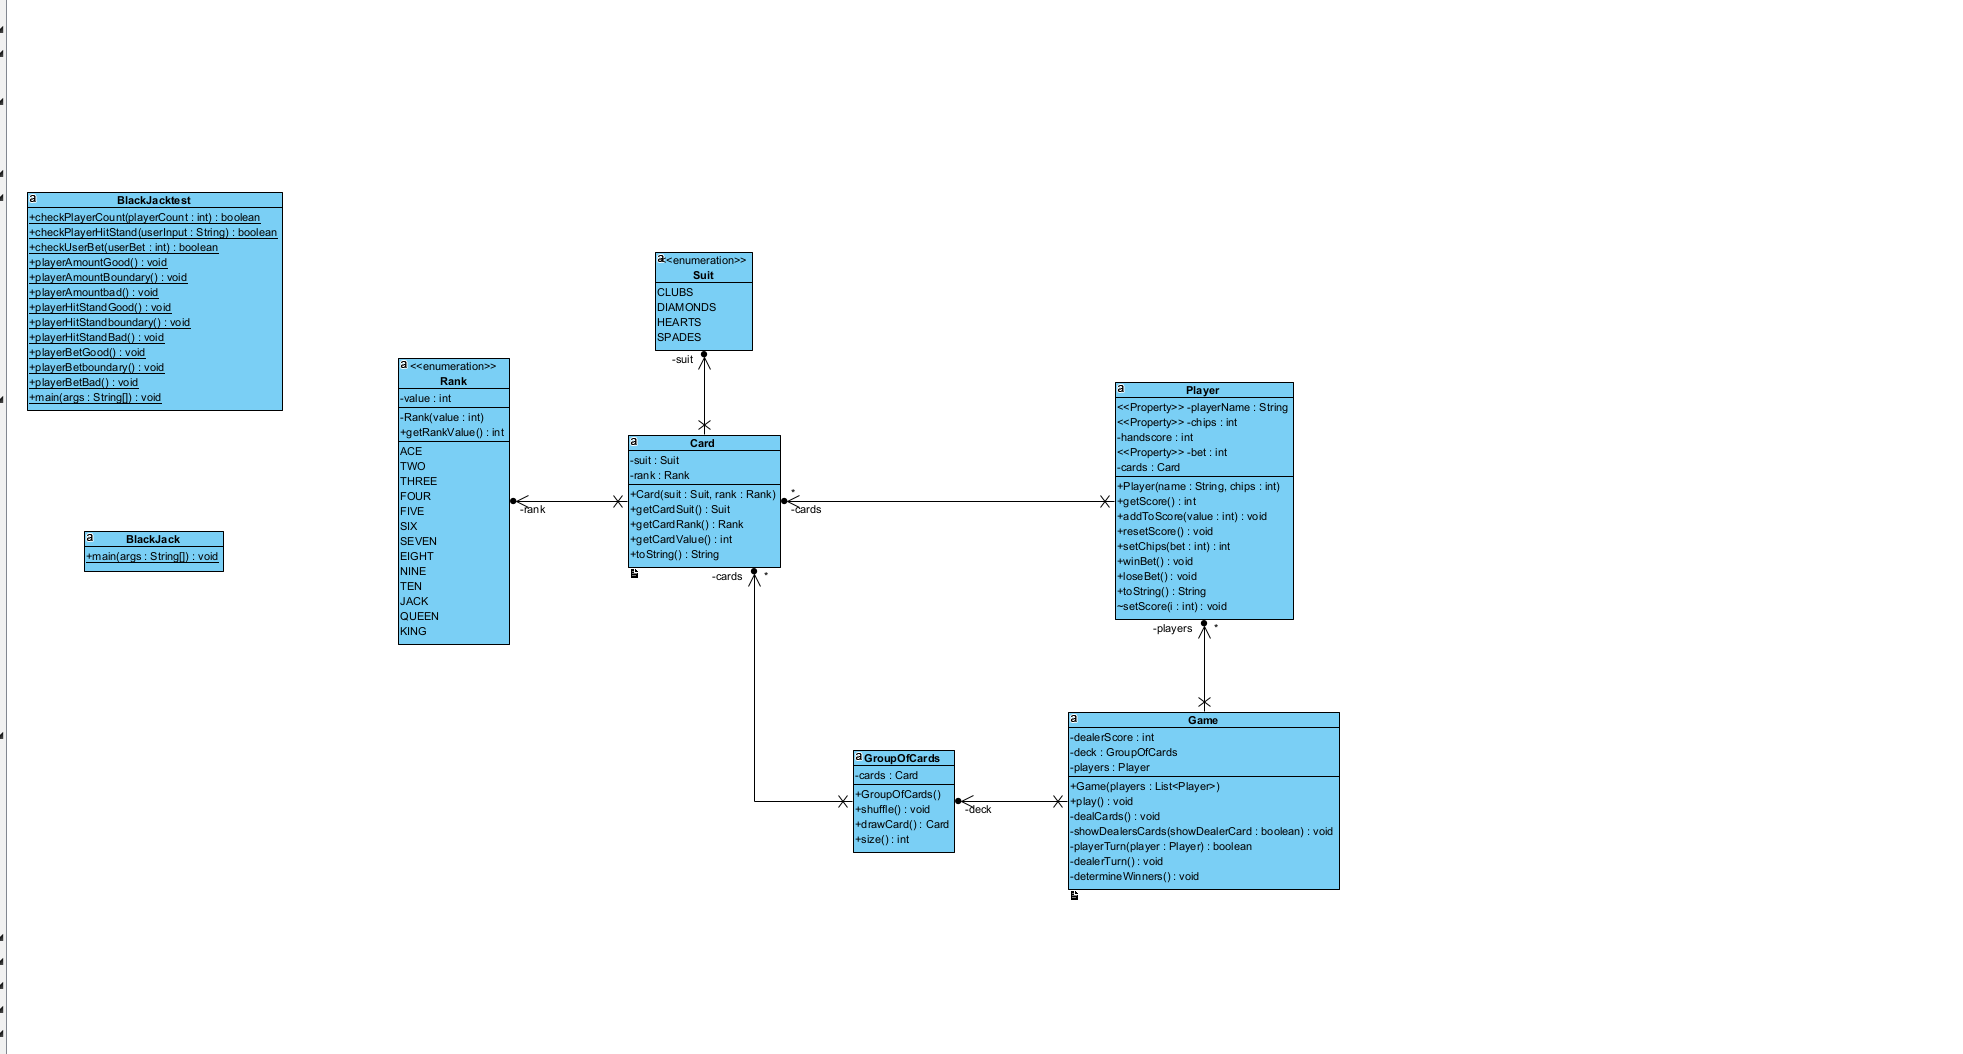 BlackJacktest
+checkPlayerCount(playerCount : int) : boolean
+checkPlayerHitStand(userInput : String) : boolean
+checkUserBet(userBet : int) : boolean
+playerAmountGood() : void
+playerAmountBoundary() : void
+playerAmountbad() : void
+playerHitStandGood() : void
+playerHitStandboundary() : void
+playerHitStandBad() : void
+playerBetGood() : void
+playerBetboundary() : void
+playerBetBad() : void
+main(args : String[]) : void
BlackJack
+main(args : String[]) : void
<<enumeration>>
Rank
-value : int
-Rank(value : int)
+getRankValue() : int
ACE
TWO
THREE
FOUR
FIVE
SIX
SEVEN
EIGHT
NINE
TEN
JACK
QUEEN
KING
-rank
<<enumeration>>
Suit
CLUBS
DIAMONDS
HEARTS
SPADES
-suit
Card
-suit : Suit
-rank : Rank
+Card(suit : Suit, rank : Rank)
+getCardSuit() : Suit
+getCardRank() : Rank
+getCardValue() : int
+toString() : String
*
-cards
-cards *
Player
<<Property>> -playerName : String
<<Property>> -chips : int
-handscore : int
<<Property>> -bet : int
-cards : Card
+Player(name : String, chips : int)
+getScore() : int
+addToScore(value : int) : void
+resetScore() : void
+setChips(bet : int) : int
+winBet() : void
+loseBet() : void
+toString() : String
~setScore(i : int) : void
-players *
GroupOfCards
-cards : Card
+GroupOfCards()
+shuffle() : void
+drawCard() : Card
+size() : int
-deck
Game
-dealerScore : int
-deck : GroupOfCards
-players : Player
+Game(players : List<Player>)
+play() : void
-dealCards() : void
-showDealersCards(showDealerCard : boolean) : void
-playerTurn(player : Player) : boolean
-dealerTurn() : void
-determineWinners() : void